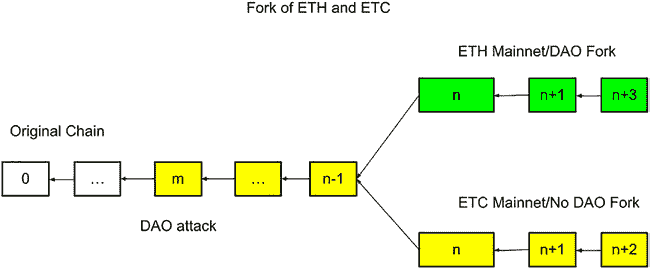 Fork of ETH and ETC
ETH Mainnet/DAO Fork
n
n+1
n+3
Original Chain
0
...
m
...
n-1
DAO attack
ETC Mainnet/No DAO Fork
n
n+1
n+2